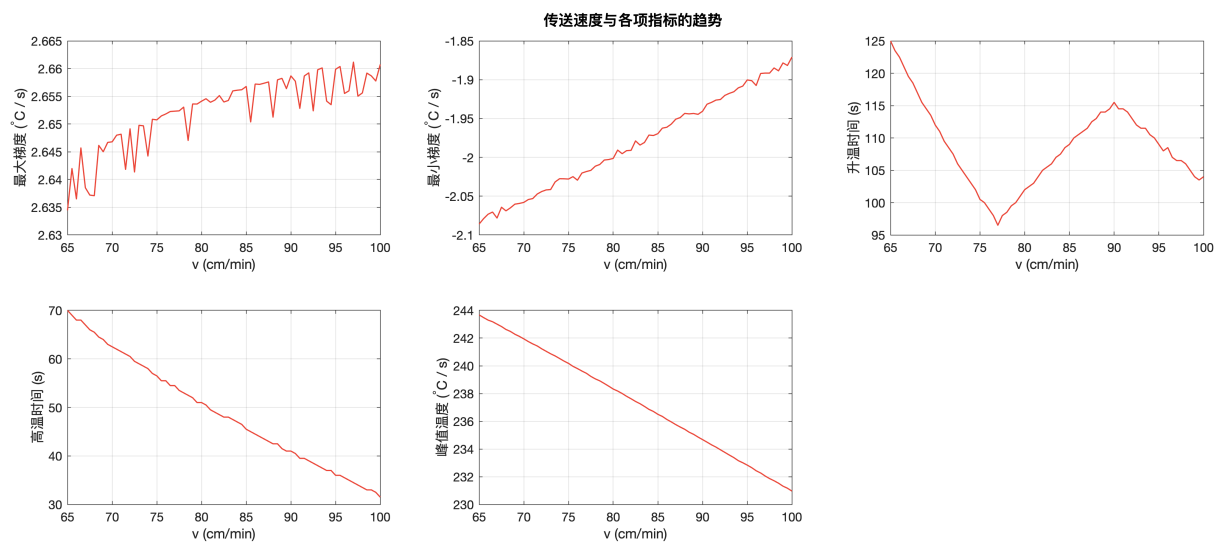 传送速度与各项指标的趋势
最大梯度 (°C / s)
2.665
2.66
2.655
2.65
2.645
2.64
2.635
2.63
65 70 75 80 85 90 95 100
v (cm/min)
最小梯度 (°C / s)
-1.85
-1.9
-1.95
-2
-2.05
-2.1
65 70 75 80 85 90 95 100
v (cm/min)
升温时间 (s)
125
120
115
110
105
100
95
65 70 75 80 85 90 95 100
v (cm/min)
高温时间 (s)
70
60
50
40
30
65 70 75 80 85 90 95 100
v (cm/min)
峰值温度 (°C / s)
244
242
240
238
236
234
232
230
65 70 75 80 85 90 95 100
v (cm/min)